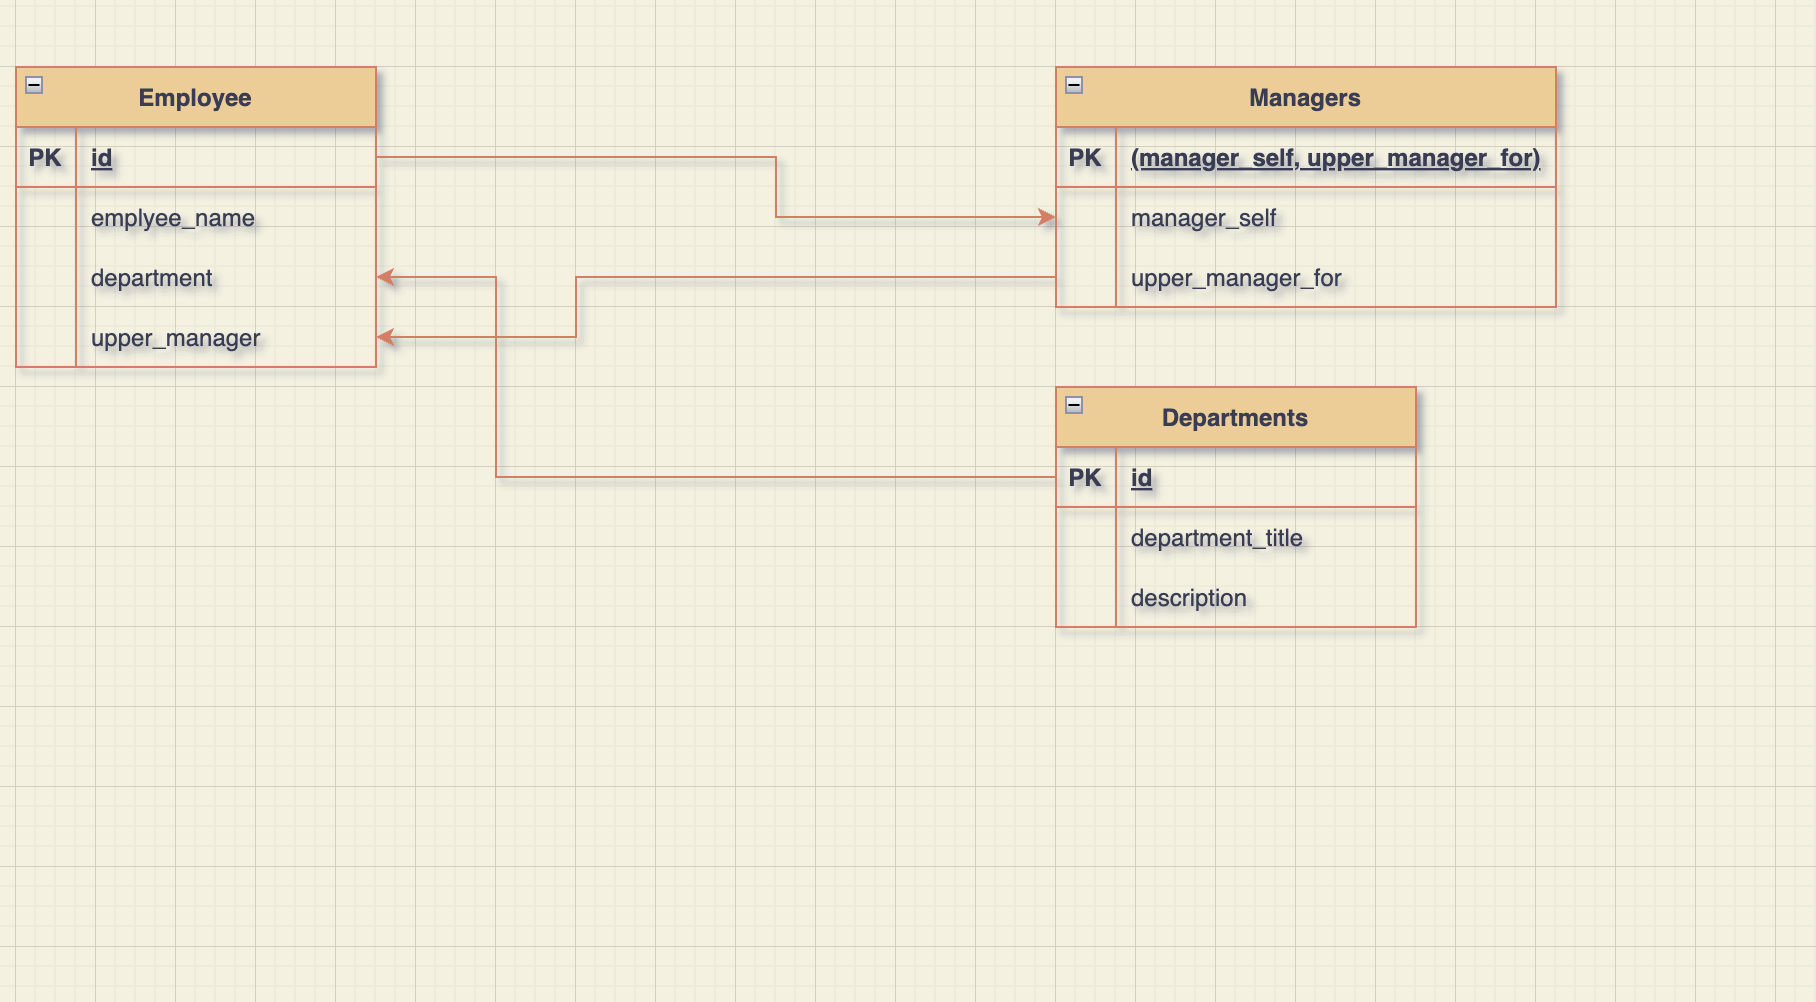 Employee
PK id
emplyee_name
department
upper_manager
Managers
PK (manager_self, upper_manager_for)
manager_self
upper_manager_for
Departments
PK id
department_title
description